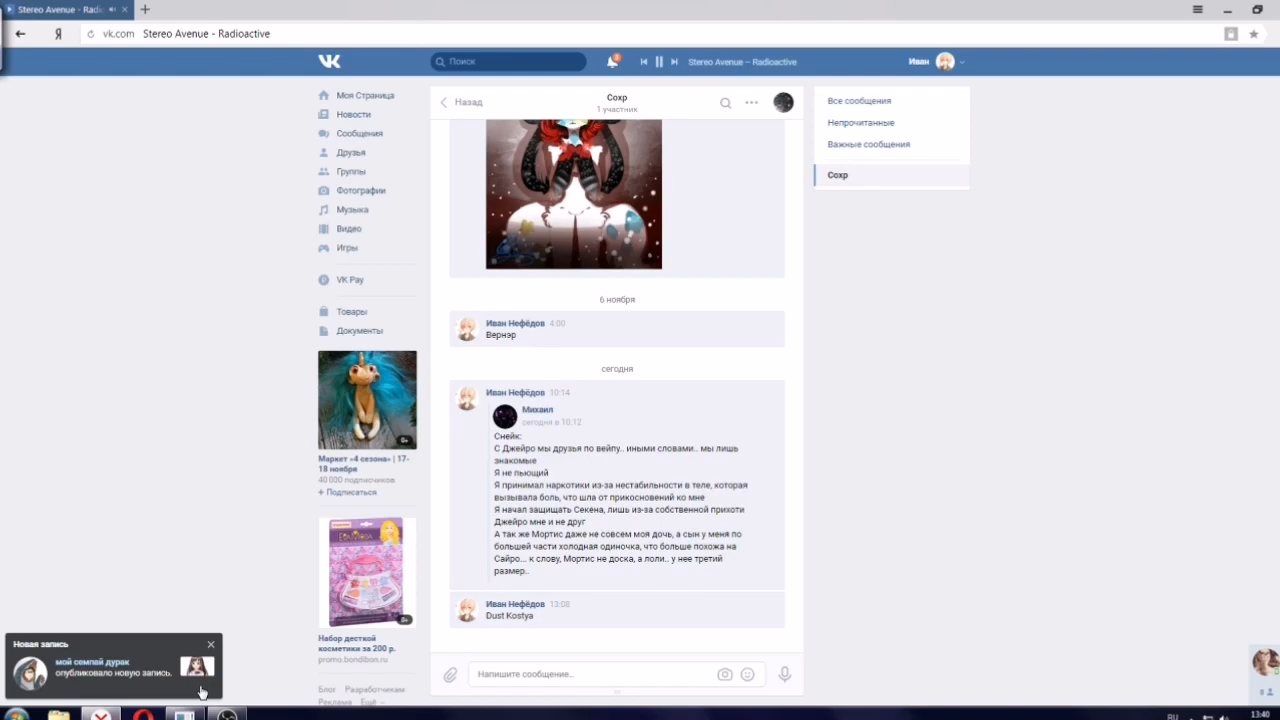 Stereo Avenue - Radi
vk.com Stereo Avenue - Radioactive
Поиск
Stereo Avenue – Radioactive
Иван
Моя Страница
Новости
Сообщения
Друзья
Группы
Фотографии
Музыка
Видео
Игры
VK Pay
Товары
Документы
0+
Маркет «4 сезона» | 17-
18 ноября
40 000 подписчиков
+ Подписаться
0+
Набор десткой
косметики за 200 р.
promo.bondibon.ru
Блог Разработчикам
Реклама Ещё
Назад
Сохр
1 участник
6 ноября
Иван Нефёдов 4:00
Вернэр
сегодня
Иван Нефёдов 10:14
Михаил
сегодня в 10:12
Снейк:
С Джейро мы друзья по вейпу.. иными словами.. мы лишь
знакомые
Я не пьющий
Я принимал наркотики из-за нестабильности в теле, которая
вызывала боль, что шла от прикосновений ко мне
Я начал защищать Секена, лишь из-за собственной прихоти
Джейро мне и не друг
А так же Мортис даже не совсем моя дочь, а сын у меня по
большей части холодная одиночка, что больше похожа на
Сайро... к слову, Мортис не доска, а лоли.. у нее третий
размер..
Иван Нефёдов 13:08
Dust Kostya
Напишите сообщение...
Все сообщения
Непрочитанные
Важные сообщения
Сохр
Новая запись
мой семпай дурак
опубликовало новую запись.
8
RU
13:40